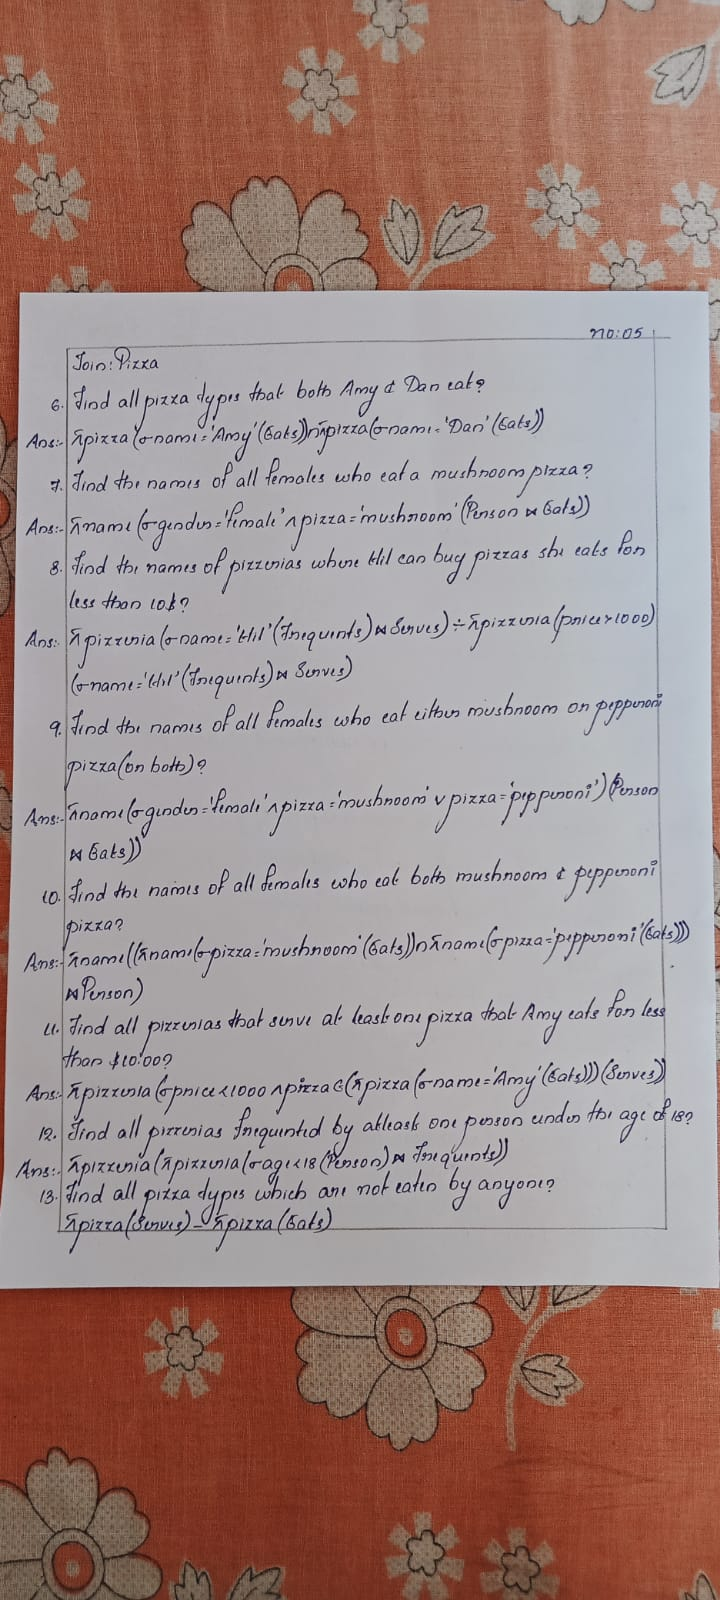 no:05
Join: Pizza
6. Find all pizza types that both Amy & Dan eat?
Ans:- πpizza(σname='Amy'(Eats))∩πpizza(σname='Dan'(Eats))
7. Find the names of all females who eat a mushroom pizza?
Ans:- πname(σgender='female'∧pizza='mushroom'(Person⋈Eats))
8. Find the names of pizzerias where Hil can buy pizzas she eats for
less than 10$?
Ans:- πpizzeria(σname='Hil'(Frequents)⋈Serves)÷πpizzeria(price>1000)
(σname='Hil'(Frequents)⋈Serves)
9. Find the names of all females who eat either mushroom or pepperoni
pizza(or both)?
Ans:- πname(σgender='female'∧pizza='mushroom'∨pizza='pepperoni')(Person
⋈Eats))
10. Find the names of all females who eat both mushroom & pepperoni
pizza?
Ans:- πname((πname(σpizza='mushroom'(Eats))∩πname(σpizza='pepperoni'(Eats)))
⋈Person)
11. Find all pizzerias that serve at least one pizza that Amy eats for less
than $10:00?
Ans:- πpizzeria(σprice<1000∧pizza∈(πpizza(σname='Amy'(Eats)))(Serves))
12. Find all pizzerias frequented by atleast one person under the age of 18?
Ans:- πpizzeria(πpizzeria(σage<18(Person)⋈Frequents))
13. Find all pizza types which are not eaten by anyone?
πpizza(Serves)-πpizza(Eats)